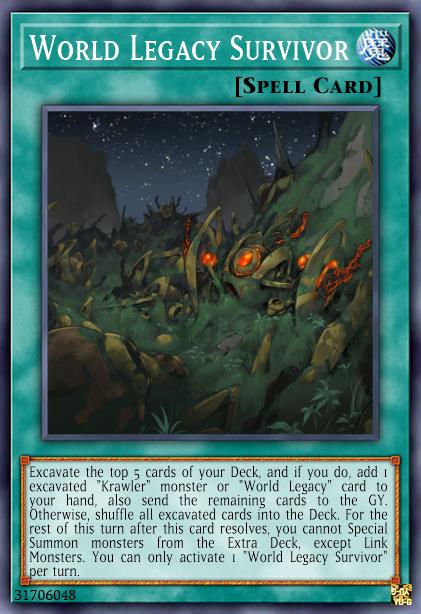 WORLD LEGACY SURVIVOR
[SPELL CARD]
Excavate the top 5 cards of your Deck, and if you do, add 1
excavated "Krawler" monster or "World Legacy" card to
your hand, also send the remaining cards to the GY.
Otherwise, shuffle all excavated cards into the Deck. For the
rest of this turn after this card resolves, you cannot Special
Summon monsters from the Extra Deck, except Link
Monsters. You can only activate 1 "World Legacy Survivor"
per turn.
31706048